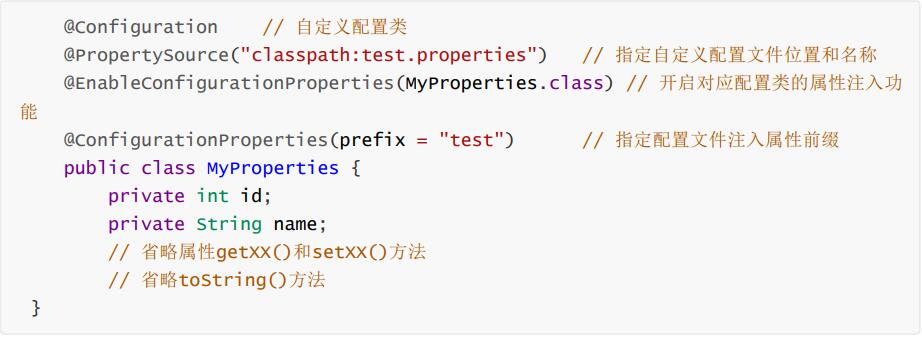 @Configuration    // 自定义配置类
@PropertySource("classpath:test.properties")   // 指定自定义配置文件位置和名称
@EnableConfigurationProperties(MyProperties.class) // 开启对应配置类的属性注入功
能
@ConfigurationProperties(prefix = "test")      // 指定配置文件注入属性前缀
public class MyProperties {
    private int id;
    private String name;
    // 省略属性getXX()和setXX()方法
    // 省略toString()方法
}